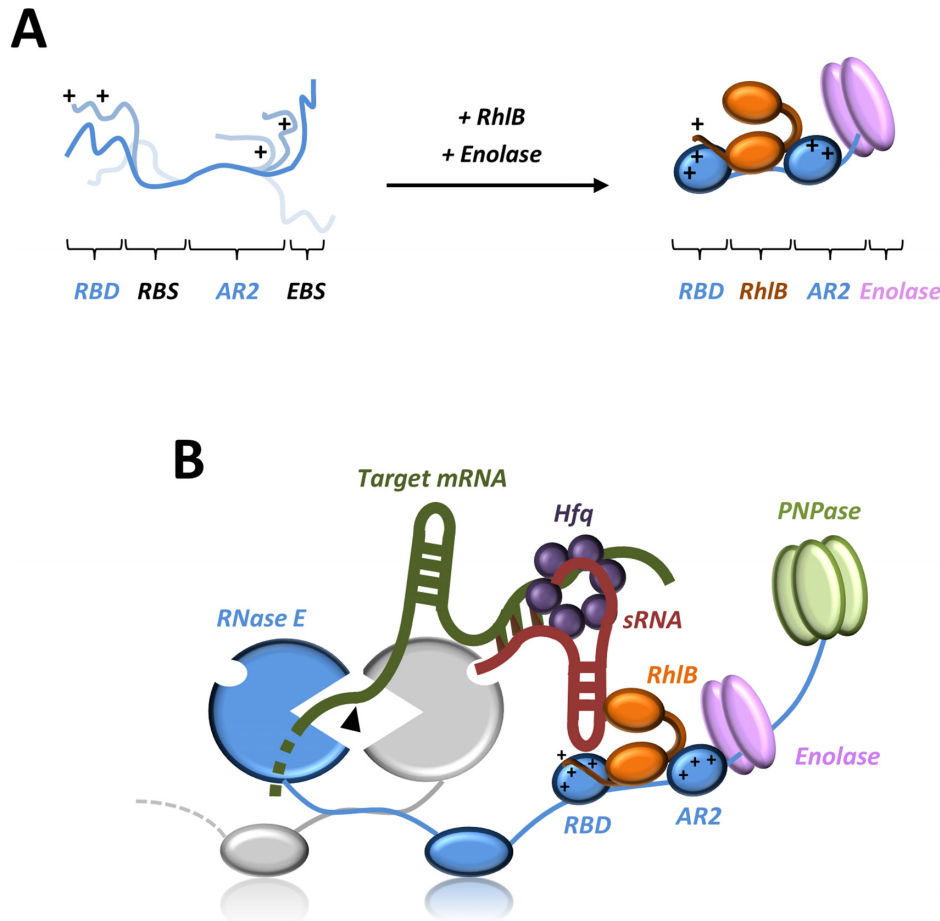 A
+ RhlB
+ Enolase
+ +
+
+
+
+
+
+ +
RBD RBS AR2 EBS
RBD RhlB AR2 Enolase
B
Target mRNA
Hfq
PNPase
RNase E
sRNA
RhlB
Enolase
+ +
+
+
+ + +
RBD
AR2